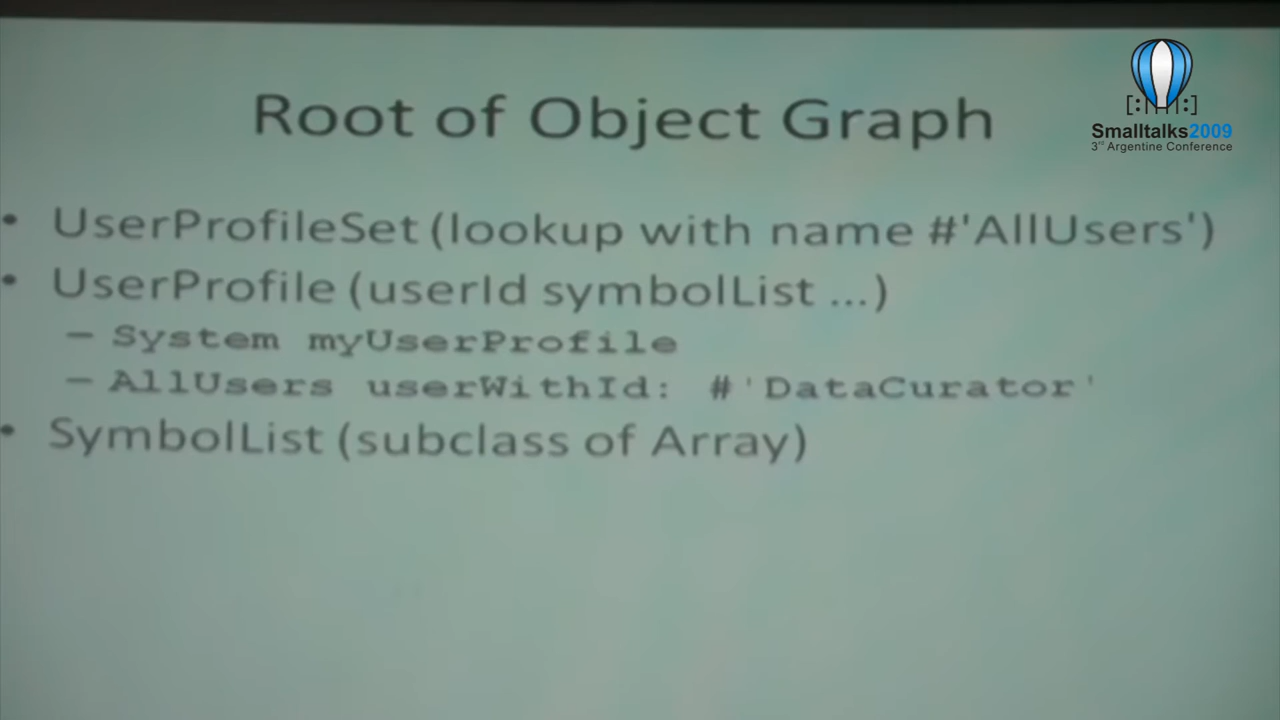 Root of Object Graph
[:|||:]
Smalltalks2009
3rd Argentine Conference
• UserProfileSet (lookup with name #'AllUsers')
• UserProfile (userId symbolList ...)
– System myUserProfile
– AllUsers userWithId: #'DataCurator'
• SymbolList (subclass of Array)